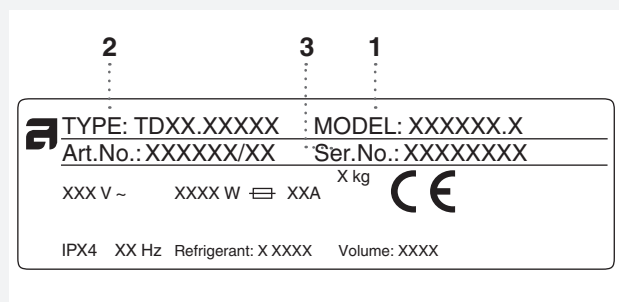 2 3 1
TYPE: TDXX.XXXXX MODEL: XXXXXX.X
Art.No.: XXXXXX/XX Ser.No.: XXXXXXXX
XXX V ~ XXXX W XXA X kg CE
IPX4 XX Hz Refrigerant: X XXXX Volume: XXXX